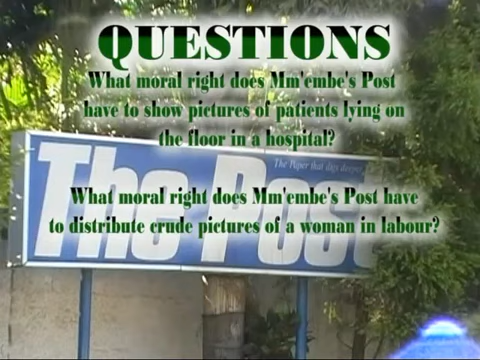 QUESTIONS
What moral right does Mm'embe's Post
have to show pictures of patients lying on
the floor in a hospital?
The Post
The Paper that digs deeper
What moral right does Mm'embe's Post have
to distribute crude pictures of a woman in labour?